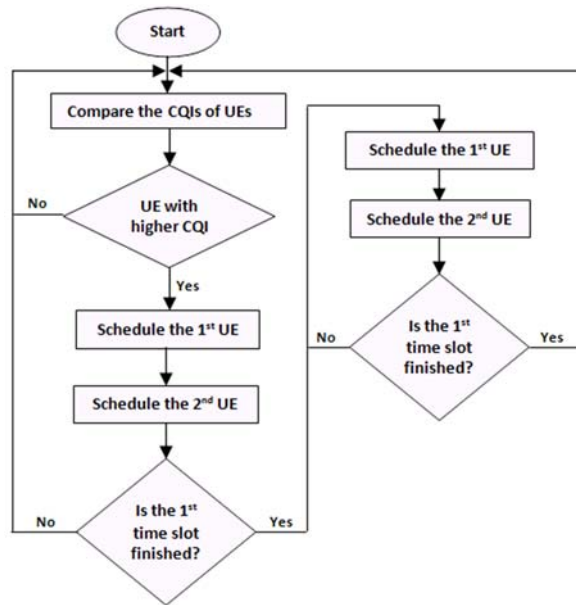 Start
Compare the CQIs of UEs
No
UE with
higher CQI
Yes
Schedule the 1st UE
Schedule the 2nd UE
No
Is the 1st
time slot
finished?
Yes
Schedule the 1st UE
Schedule the 2nd UE
No
Is the 1st
time slot
finished?
Yes